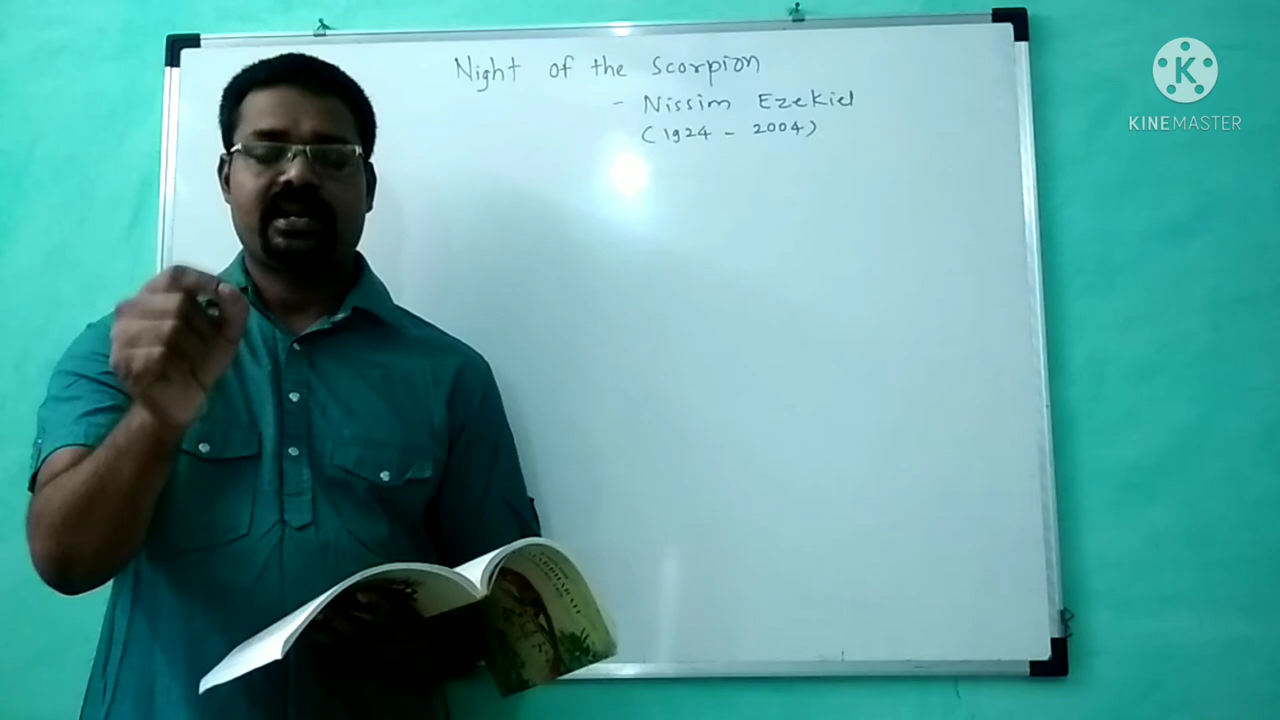 Night of the Scorpion
- Nissim Ezekiel
(1924 - 2004)
K
KINEMASTER